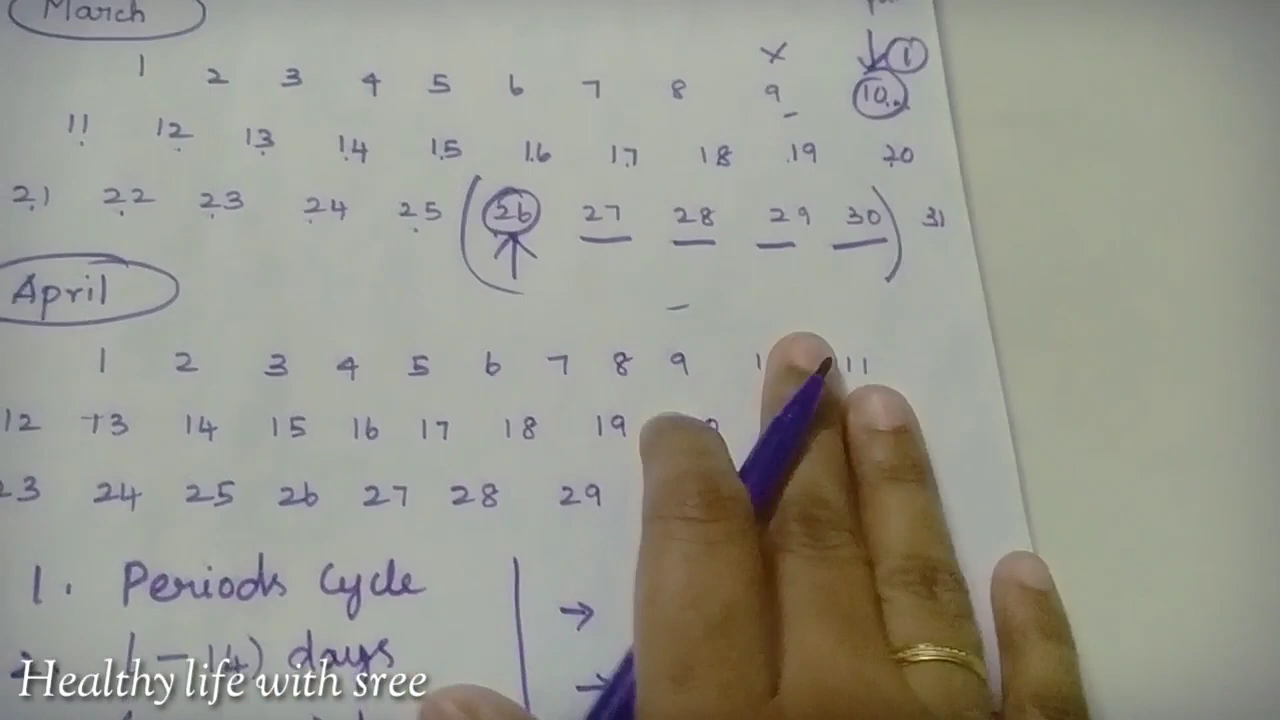 March
x ①
1 2 3 4 5 6 7 8 9 10
11 12 13 14 15 16 17 18 19 20
21 22 23 24 25 (26 27 28 29 30) 31
April
1 2 3 4 5 6 7 8 9 11
12 13 14 15 16 17 18 19
23 24 25 26 27 28 29
1. Periods Cycle →
14) days →
Healthy life with sree